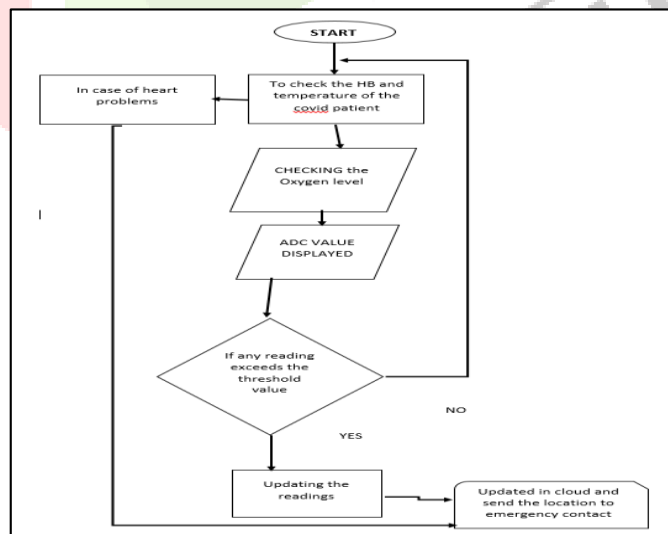 START
In case of heart
problems
To check the HB and
temperature of the
covid patient
CHECKING the
Oxygen level
ADC VALUE
DISPLAYED
If any reading
exceeds the
threshold
value
NO
YES
Updating the
readings
Updated in cloud and
send the location to
emergency contact